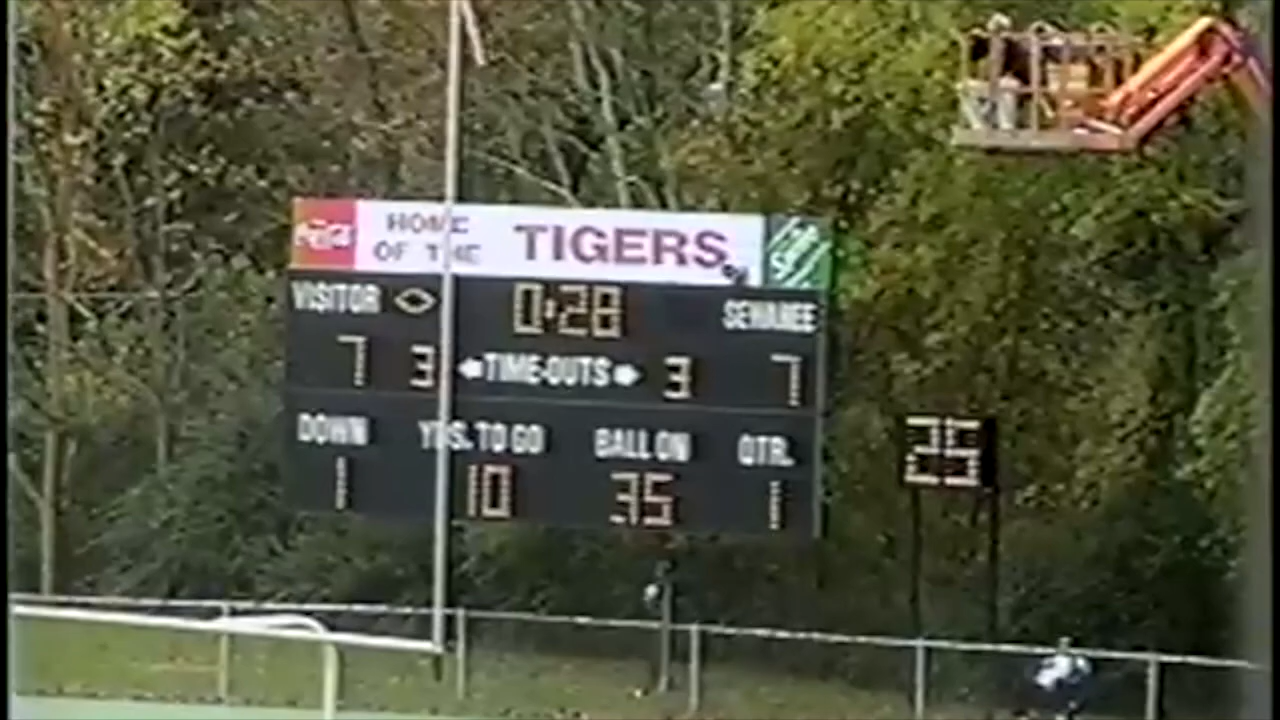 Coca-Cola
HOME
OF THE
TIGERS
VISITOR
0:28
SEWANEE
7 3 TIME-OUTS 3 7
DOWN YDS. TO GO BALL ON QTR.
1 10 35 1
25